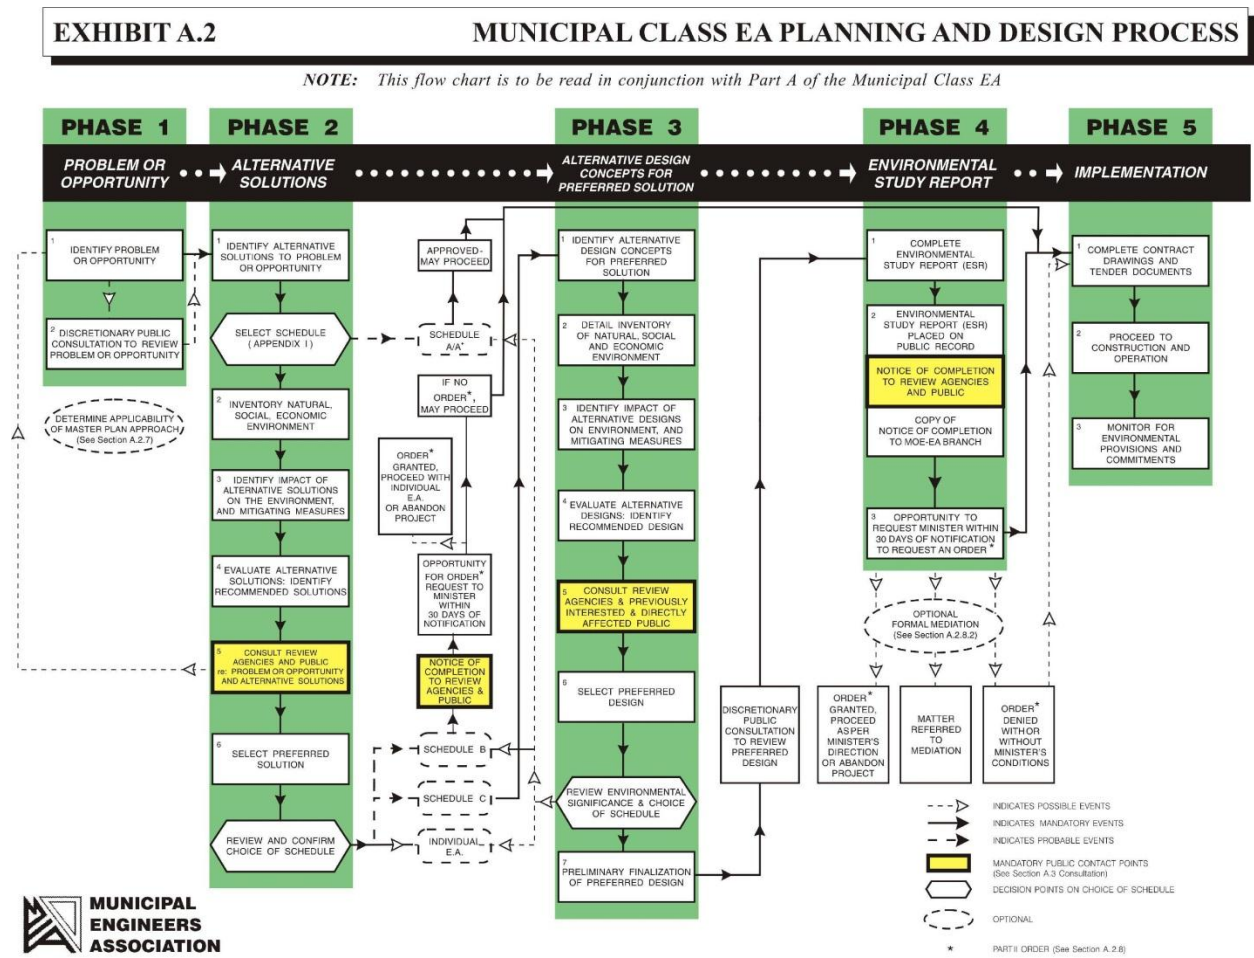 EXHIBIT A.2
MUNICIPAL CLASS EA PLANNING AND DESIGN PROCESS
NOTE: This flow chart is to be read in conjunction with Part A of the Municipal Class EA
PHASE 1
PROBLEM OR
OPPORTUNITY
1
IDENTIFY PROBLEM
OR OPPORTUNITY
2
DISCRETIONARY PUBLIC
CONSULTATION TO REVIEW
PROBLEM OR OPPORTUNITY
DETERMINE APPLICABILITY
OF MASTER PLAN APPROACH
(See Section A.2.7)
PHASE 2
ALTERNATIVE
SOLUTIONS
1
IDENTIFY ALTERNATIVE
SOLUTIONS TO PROBLEM
OR OPPORTUNITY
SELECT SCHEDULE
( APPENDIX I )
2
INVENTORY NATURAL,
SOCIAL, ECONOMIC
ENVIRONMENT
3
IDENTIFY IMPACT OF
ALTERNATIVE SOLUTIONS
ON THE ENVIRONMENT,
AND MITIGATING MEASURES
4
EVALUATE ALTERNATIVE
SOLUTIONS: IDENTIFY
RECOMMENDED SOLUTIONS
5
CONSULT REVIEW
AGENCIES AND PUBLIC
re: PROBLEM OR OPPORTUNITY
AND ALTERNATIVE SOLUTIONS
6
SELECT PREFERRED
SOLUTION
REVIEW AND CONFIRM
CHOICE OF SCHEDULE
APPROVED-
MAY PROCEED
SCHEDULE
A/A+
IF NO
ORDER*,
MAY PROCEED
ORDER*
GRANTED,
PROCEED WITH
INDIVIDUAL
E.A.
OR ABANDON
PROJECT
OPPORTUNITY
FOR ORDER*
REQUEST TO
MINISTER
WITHIN
30 DAYS OF
NOTIFICATION
NOTICE OF
COMPLETION
TO REVIEW
AGENCIES &
PUBLIC
SCHEDULE B
SCHEDULE C
INDIVIDUAL
E.A.
PHASE 3
ALTERNATIVE DESIGN
CONCEPTS FOR
PREFERRED SOLUTION
1
IDENTIFY ALTERNATIVE
DESIGN CONCEPTS
FOR PREFERRED
SOLUTION
2
DETAIL INVENTORY
OF NATURAL, SOCIAL
AND ECONOMIC
ENVIRONMENT
3
IDENTIFY IMPACT OF
ALTERNATIVE DESIGNS
ON ENVIRONMENT, AND
MITIGATING MEASURES
4
EVALUATE ALTERNATIVE
DESIGNS: IDENTIFY
RECOMMENDED DESIGN
5
CONSULT REVIEW
AGENCIES & PREVIOUSLY
INTERESTED & DIRECTLY
AFFECTED PUBLIC
6
SELECT PREFERRED
DESIGN
REVIEW ENVIRONMENTAL
SIGNIFICANCE & CHOICE
OF SCHEDULE
7
PRELIMINARY FINALIZATION
OF PREFERRED DESIGN
DISCRETIONARY
PUBLIC
CONSULTATION
TO REVIEW
PREFERRED
DESIGN
PHASE 4
ENVIRONMENTAL
STUDY REPORT
1
COMPLETE
ENVIRONMENTAL
STUDY REPORT (ESR)
2
ENVIRONMENTAL
STUDY REPORT (ESR)
PLACED ON
PUBLIC RECORD
NOTICE OF COMPLETION
TO REVIEW AGENCIES
AND PUBLIC
COPY OF
NOTICE OF COMPLETION
TO MOE-EA BRANCH
3
OPPORTUNITY TO
REQUEST MINISTER WITHIN
30 DAYS OF NOTIFICATION
TO REQUEST AN ORDER*
OPTIONAL
FORMAL MEDIATION
(See Section A.2.8.2)
ORDER*
GRANTED,
PROCEED
AS PER
MINISTER'S
DIRECTION
OR ABANDON
PROJECT
MATTER
REFERRED
TO
MEDIATION
ORDER*
DENIED
WITH OR
WITHOUT
MINISTER'S
CONDITIONS
PHASE 5
IMPLEMENTATION
1
COMPLETE CONTRACT
DRAWINGS AND
TENDER DOCUMENTS
2
PROCEED TO
CONSTRUCTION AND
OPERATION
3
MONITOR FOR
ENVIRONMENTAL
PROVISIONS AND
COMMITMENTS
INDICATES POSSIBLE EVENTS
INDICATES MANDATORY EVENTS
INDICATES PROBABLE EVENTS
MANDATORY PUBLIC CONTACT POINTS
(See Section A.3 Consultation)
DECISION POINTS ON CHOICE OF SCHEDULE
OPTIONAL
* PART II ORDER (See Section A.2.8)
MUNICIPAL
ENGINEERS
ASSOCIATION